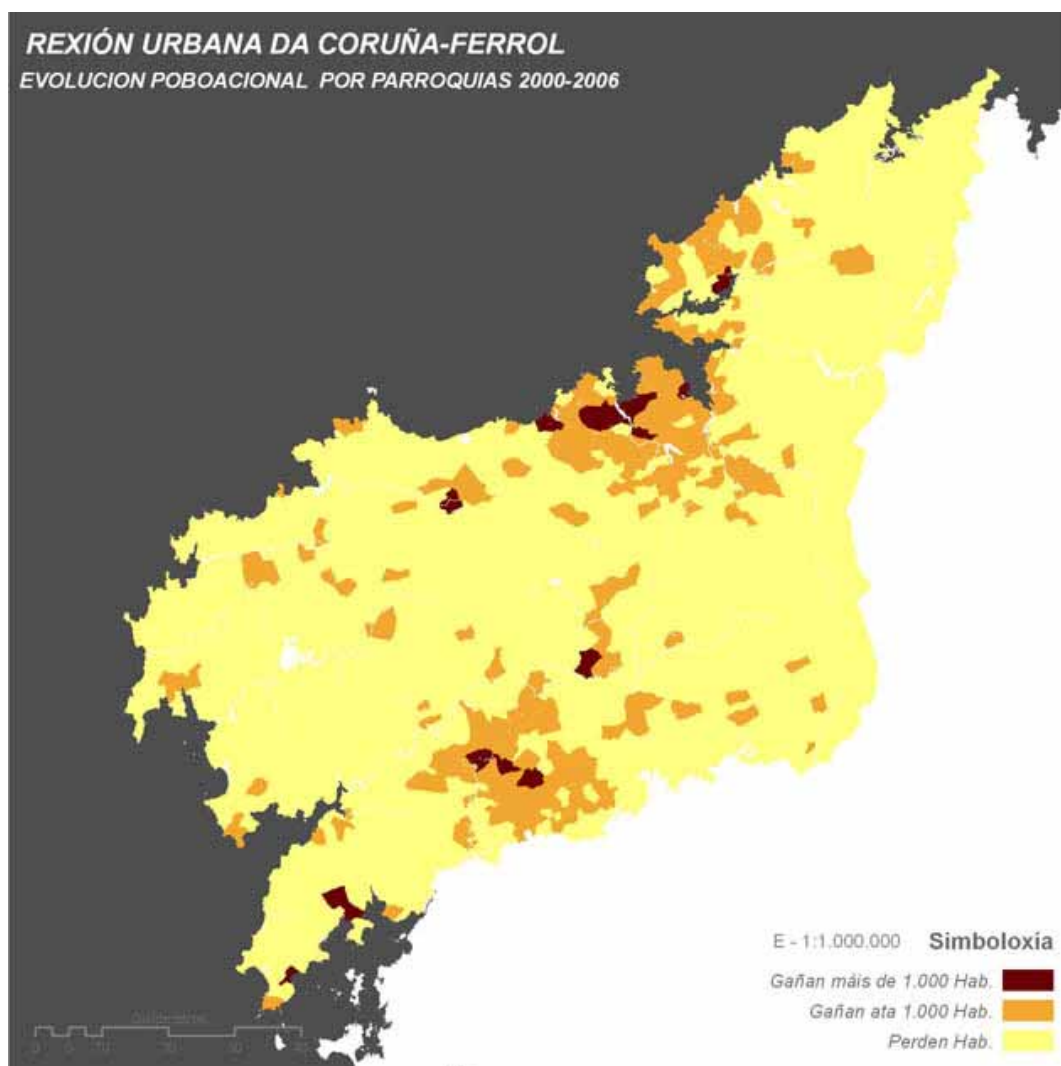 REXIÓN URBANA DA CORUÑA-FERROL
EVOLUCION POBOACIONAL POR PARROQUIAS 2000-2006
E - 1:1.000.000 Simboloxía
Gañan máis de 1.000 Hab.
Gañan ata 1.000 Hab.
Perden Hab.